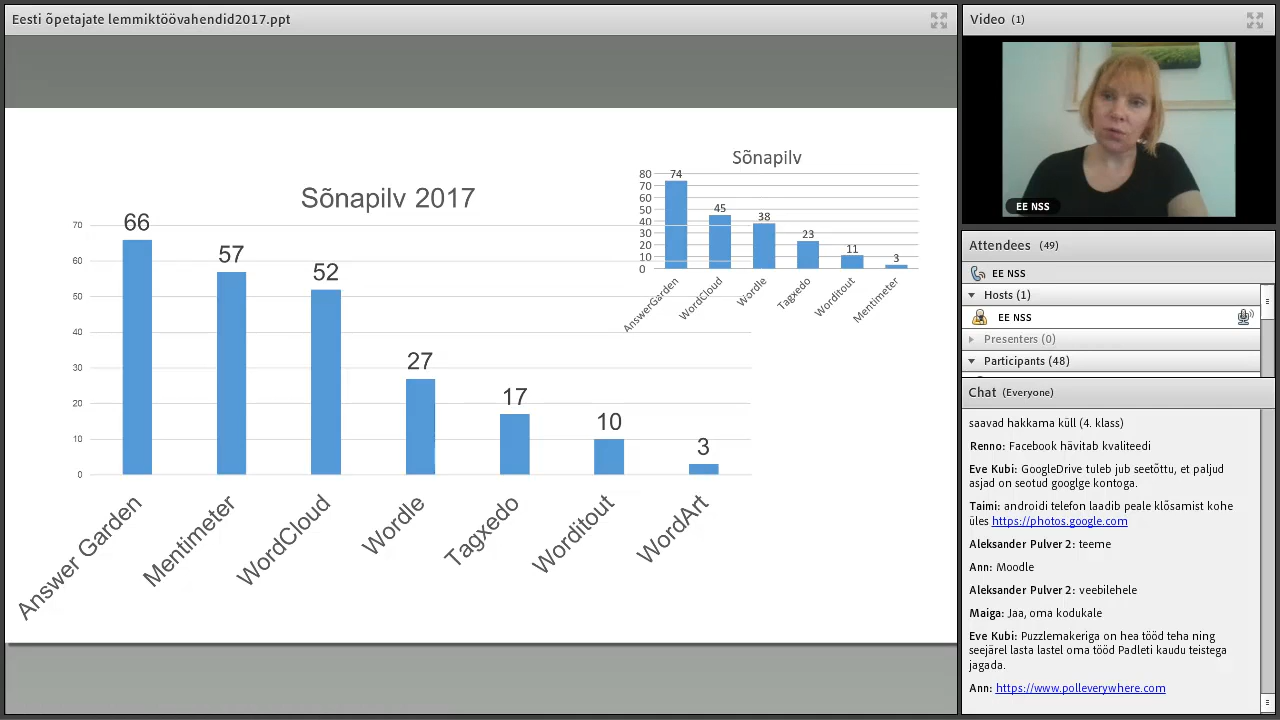 Eesti õpetajate lemmiktöövahendid2017.ppt
Sõnapilv 2017
70
60
50
40
30
20
10
0
66
57
52
27
17
10
3
Answer Garden
Mentimeter
WordCloud
Wordle
Tagxedo
Worditout
WordArt
Sõnapilv
80
70
60
50
40
30
20
10
0
74
45
38
23
11
3
AnswerGarden
WordCloud
Wordle
Tagxedo
Worditout
Mentimeter
Video (1)
EE NSS
Attendees (49)
EE NSS
Hosts (1)
EE NSS
Presenters (0)
Participants (48)
Chat (Everyone)
saavad hakkama küll (4. klass)
Renno: Facebook hävitab kvaliteedi
Eve Kubi: GoogleDrive tuleb jub seetõttu, et paljud
asjad on seotud googlge kontoga.
Taimi: androidi telefon laadib peale klõsamist kohe
üles https://photos.google.com
Aleksander Pulver 2: teeme
Ann: Moodle
Aleksander Pulver 2: veebilehele
Maiga: Jaa, oma kodukale
Eve Kubi: Puzzlemakeriga on hea tööd teha ning
seejärel lasta lastel oma tööd Padleti kaudu teistega
jagada.
Ann: https://www.polleverywhere.com